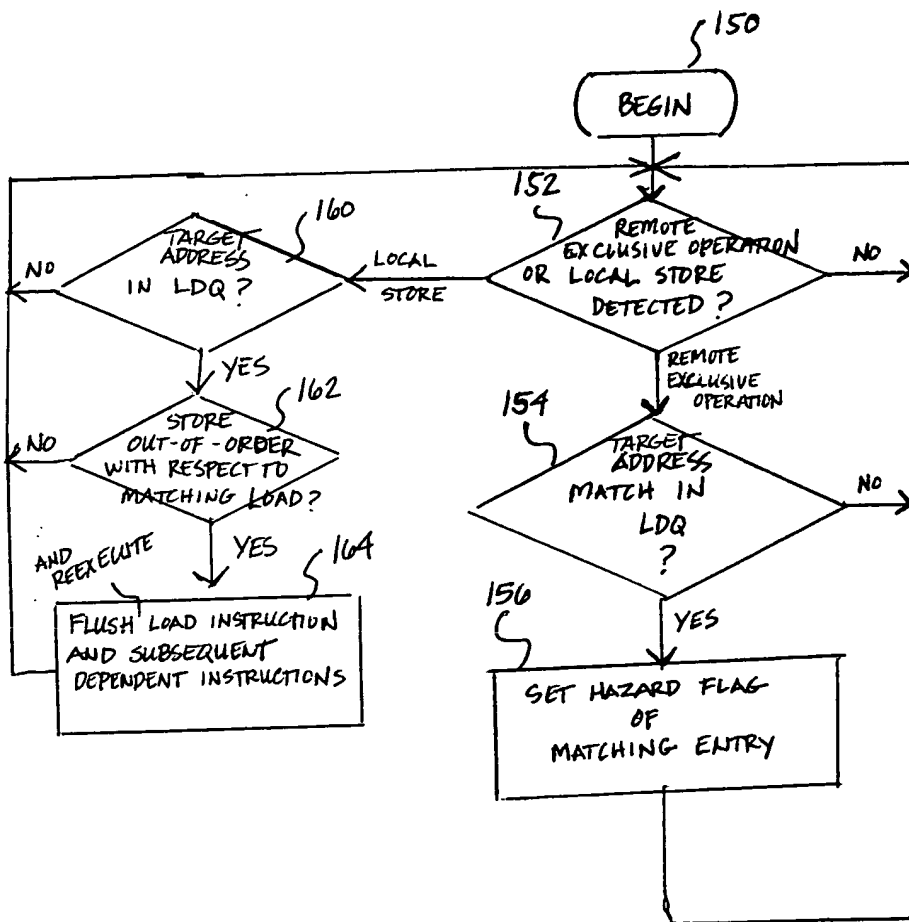 150
BEGIN
152
REMOTE
EXCLUSIVE OPERATION
OR LOCAL STORE
DETECTED?
NO
LOCAL
STORE
160
TARGET
ADDRESS
IN LDQ?
NO
YES
162
STORE
OUT-OF-ORDER
WITH RESPECT TO
MATCHING LOAD?
NO
YES
164
AND
REEXECUTE
FLUSH LOAD INSTRUCTION
AND SUBSEQUENT
DEPENDENT INSTRUCTIONS
REMOTE
EXCLUSIVE
OPERATION
154
TARGET
ADDRESS
MATCH IN
LDQ
?
NO
YES
156
SET HAZARD FLAG
OF
MATCHING ENTRY